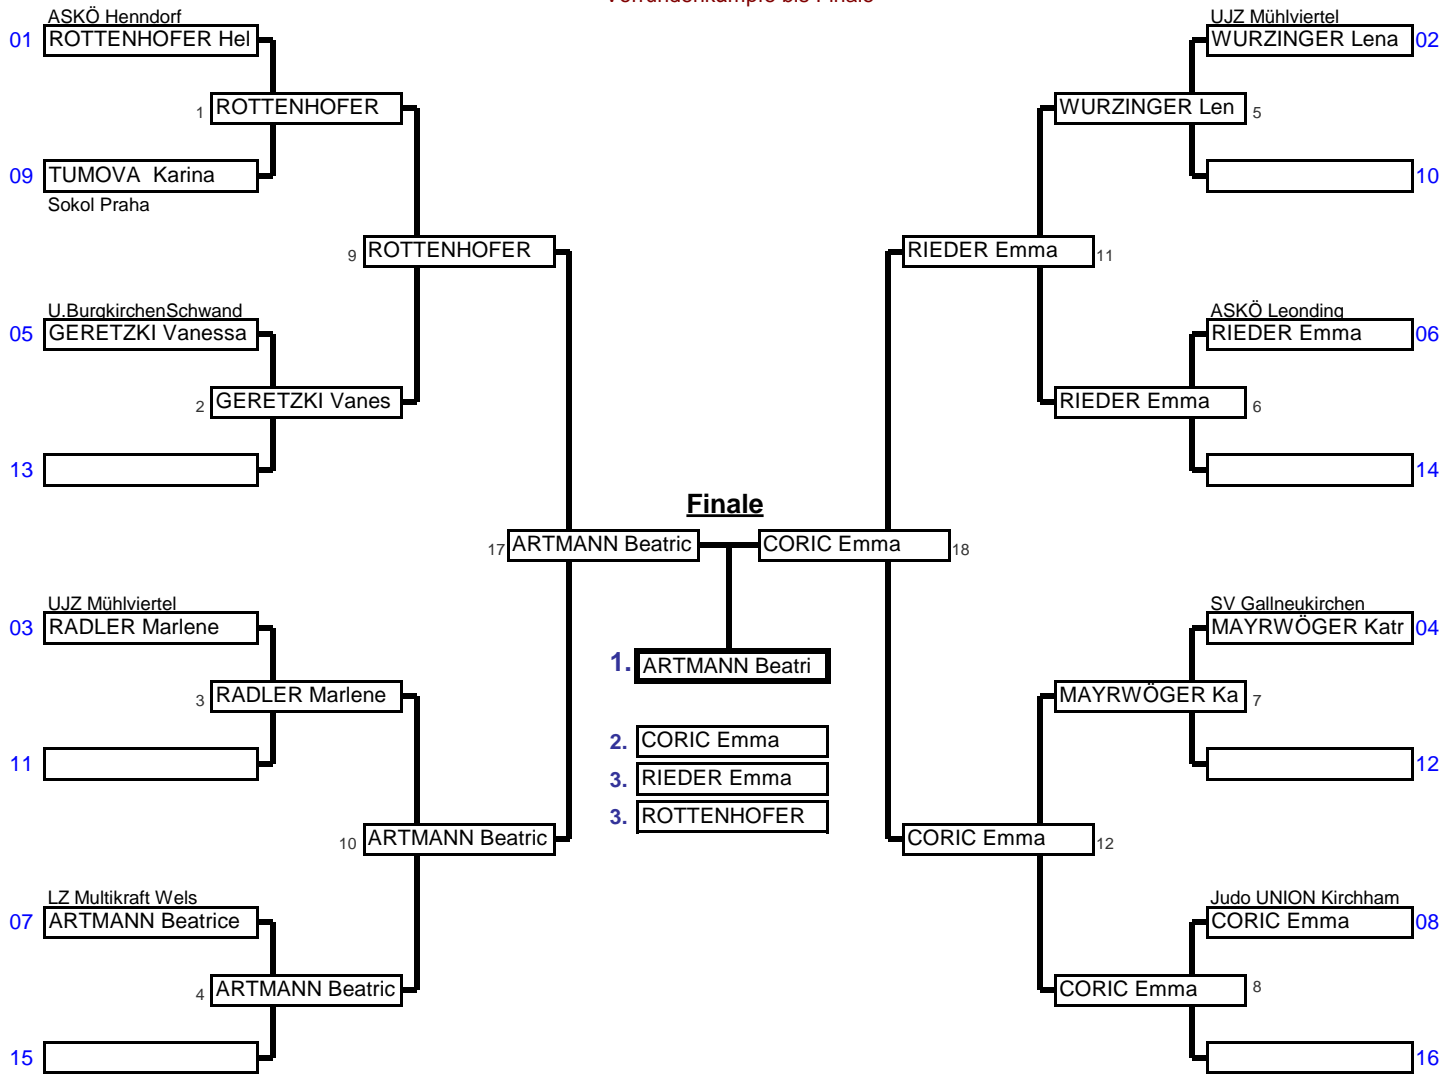 Vorrundenkämpfe bis Finale
ASKÖ Henndorf
01 ROTTENHOFER Hel
1 ROTTENHOFER
09 TUMOVA Karina
Sokol Praha
9 ROTTENHOFER
U.BurgkirchenSchwand
05 GERETZKI Vanessa
2 GERETZKI Vanes
13
17 ARTMANN Beatric
UJZ Mühlviertel
03 RADLER Marlene
3 RADLER Marlene
11
10 ARTMANN Beatric
LZ Multikraft Wels
07 ARTMANN Beatrice
4 ARTMANN Beatric
15
Finale
1. ARTMANN Beatri
2. CORIC Emma
3. RIEDER Emma
3. ROTTENHOFER
UJZ Mühlviertel
WURZINGER Lena 02
WURZINGER Len 5
10
RIEDER Emma 11
ASKÖ Leonding
RIEDER Emma 06
RIEDER Emma 6
14
CORIC Emma 18
SV Gallneukirchen
MAYRWÖGER Katr 04
MAYRWÖGER Ka 7
12
CORIC Emma 12
Judo UNION Kirchham
CORIC Emma 08
CORIC Emma 8
16